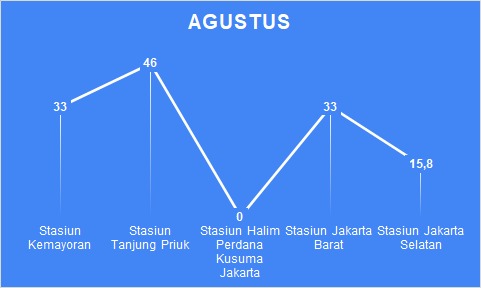 AGUSTUS
33
46
0
33
15,8
Stasiun
Kemayoran
Stasiun
Tanjung Priuk
Stasiun Halim
Perdana
Kusuma
Jakarta
Stasiun Jakarta
Barat
Stasiun Jakarta
Selatan